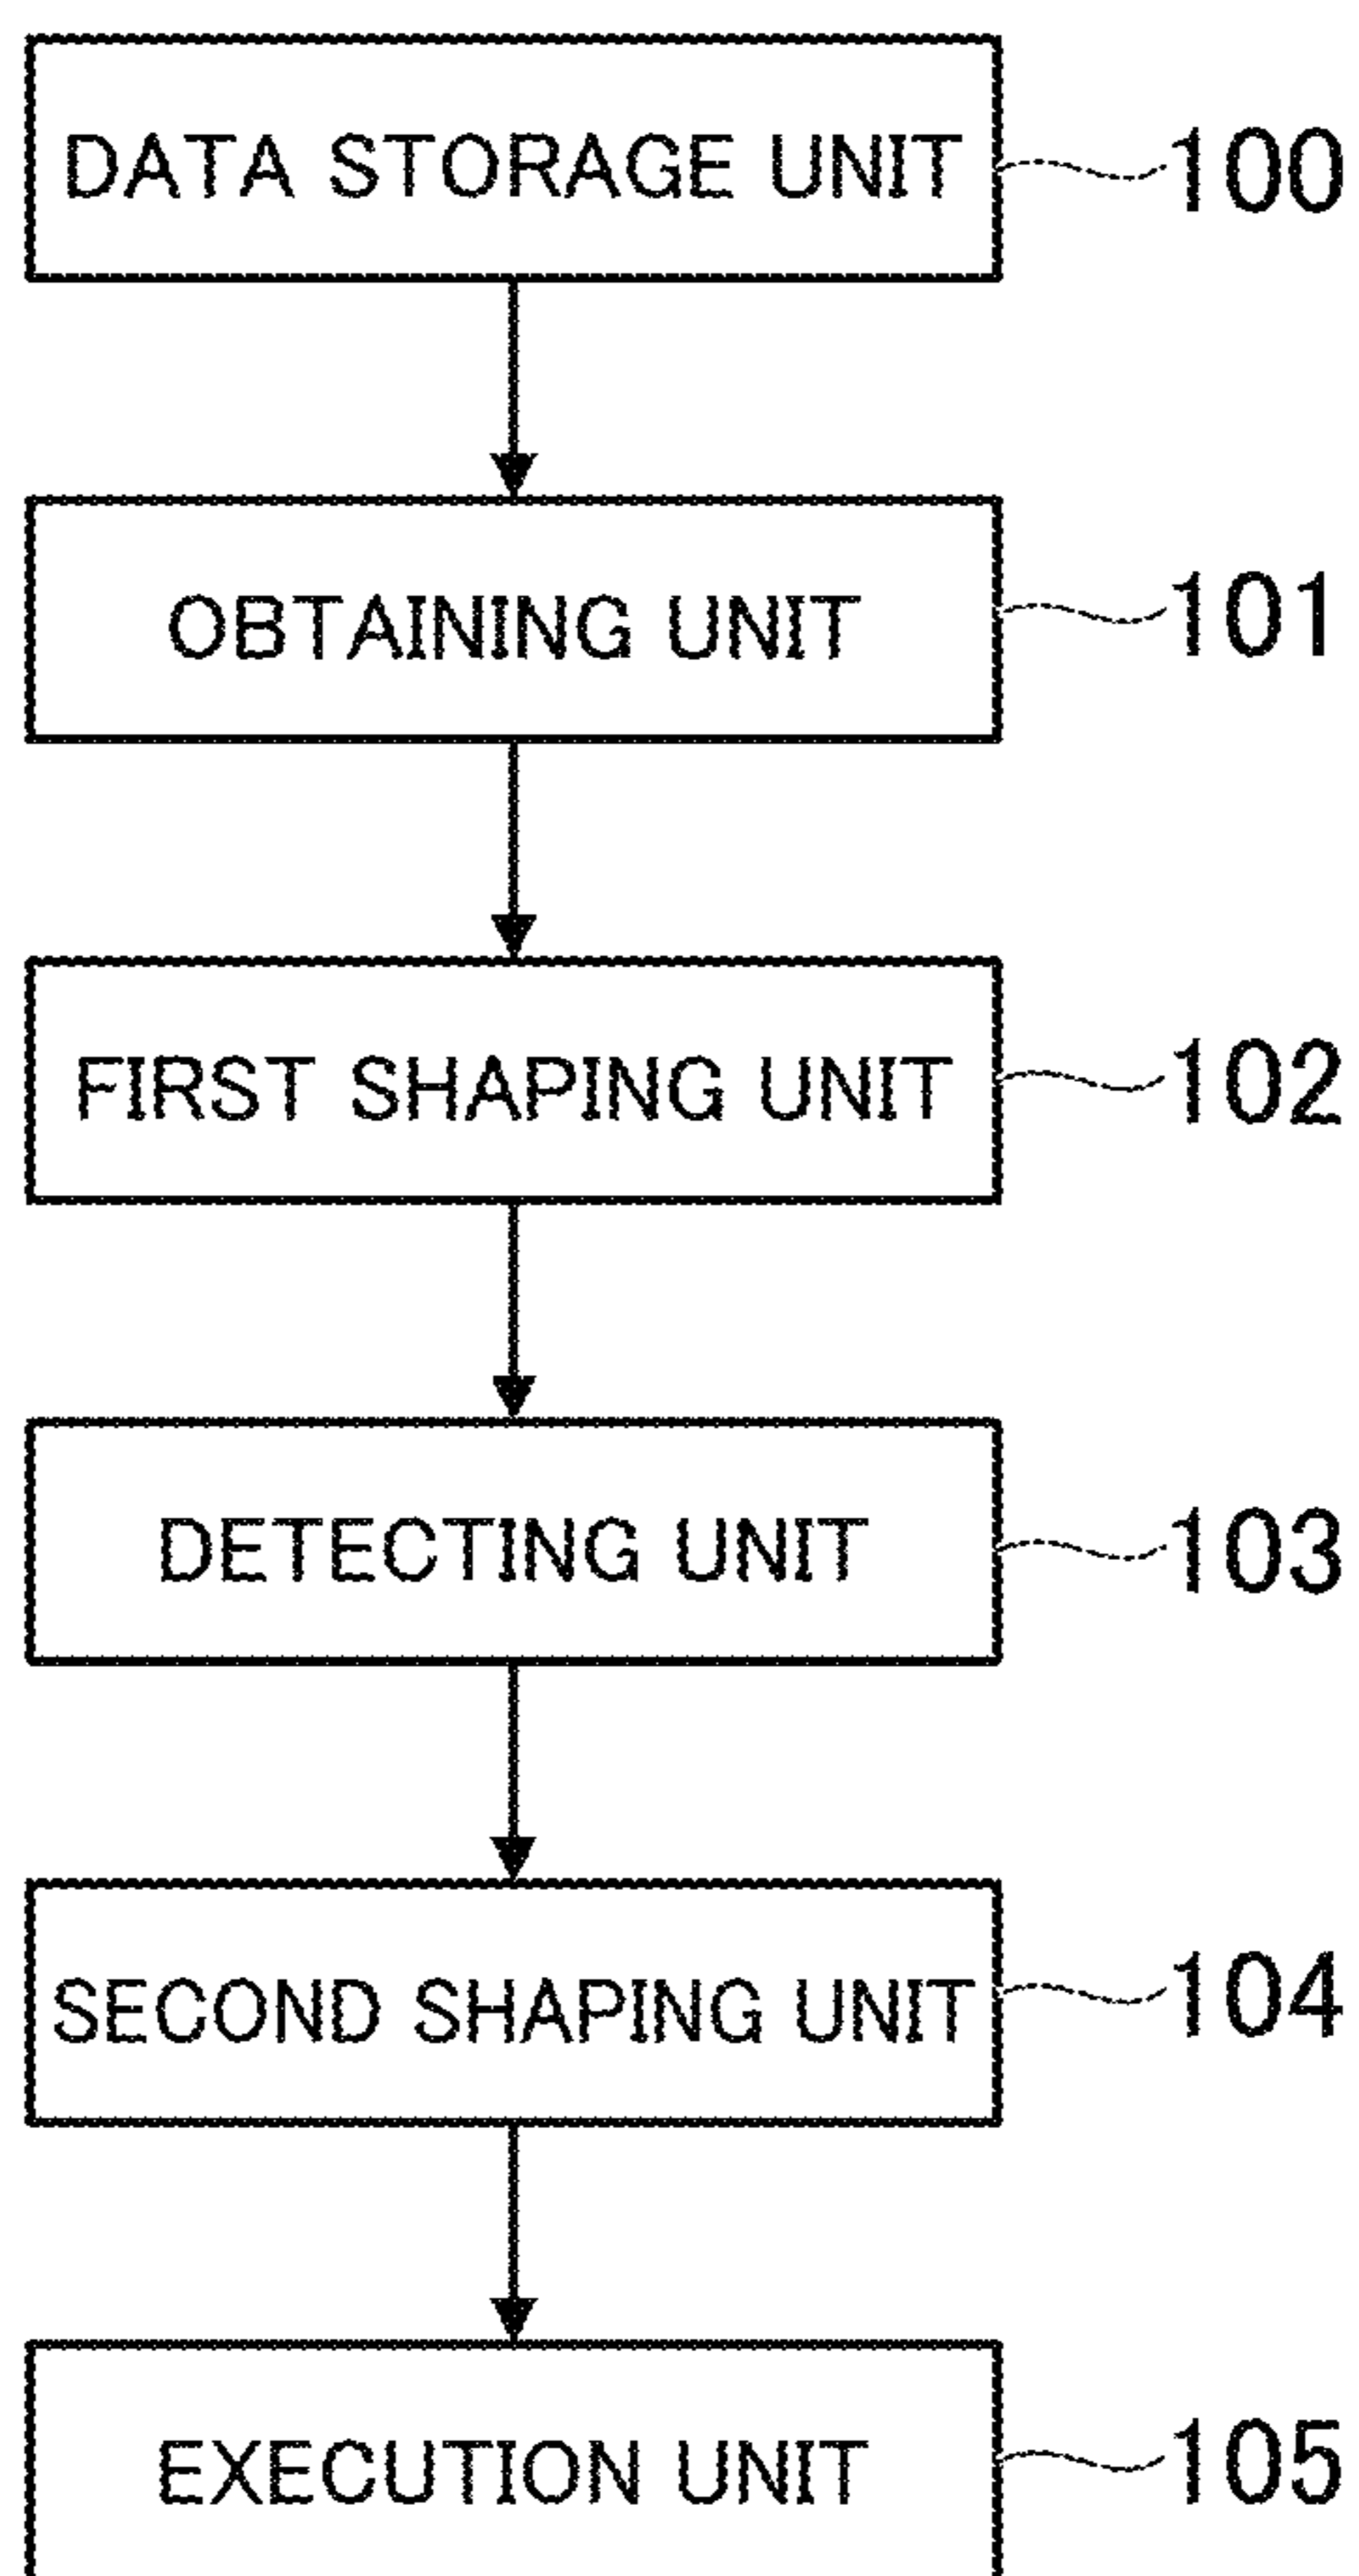 DATA STORAGE UNIT 100
OBTAINING UNIT 101
FIRST SHAPING UNIT 102
DETECTING UNIT 103
SECOND SHAPING UNIT 104
EXECUTION UNIT 105